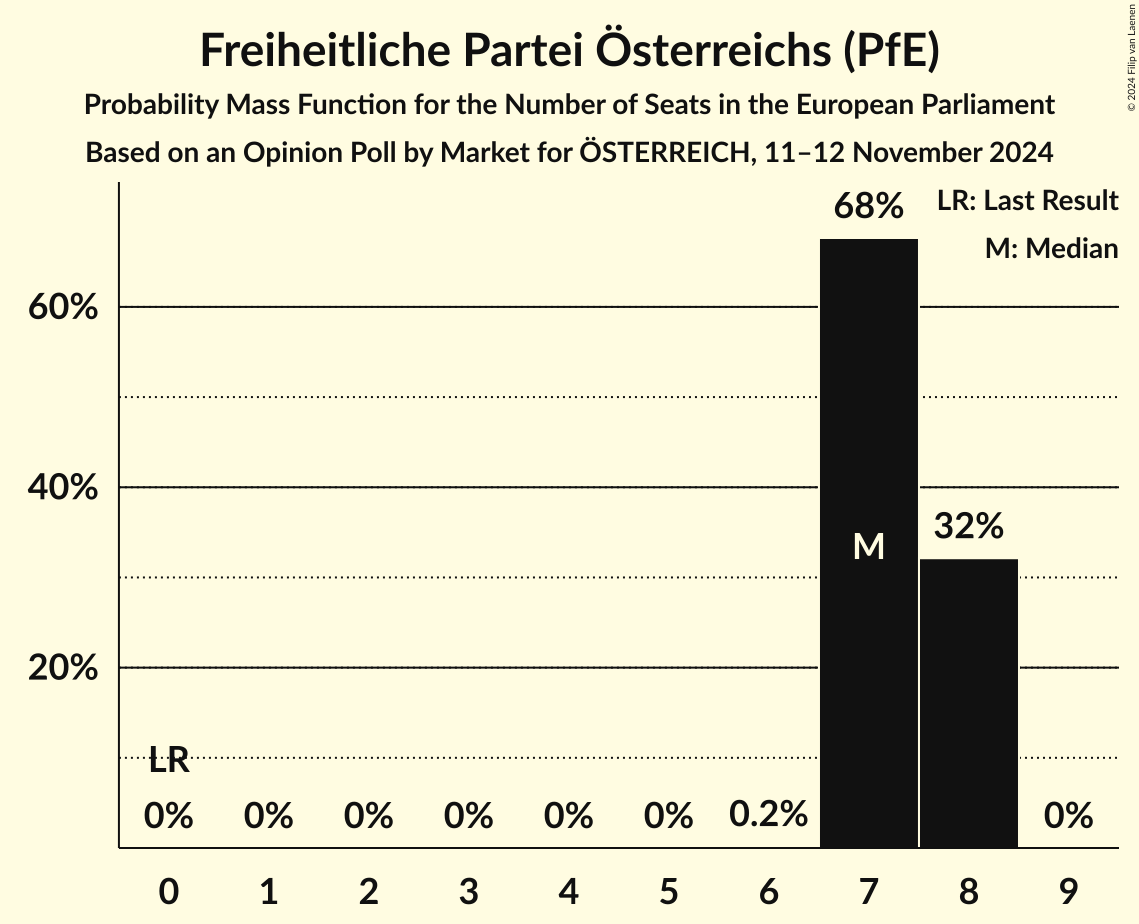 Freiheitliche Partei Österreichs (PfE)
Probability Mass Function for the Number of Seats in the European Parliament
Based on an Opinion Poll by Market for ÖSTERREICH, 11–12 November 2024
© 2024 Filip van Laenen
LR: Last Result
M: Median
68%
60%
40%
32%
M
20%
LR
0% 0% 0% 0% 0% 0% 0.2% 0%
0 1 2 3 4 5 6 7 8 9